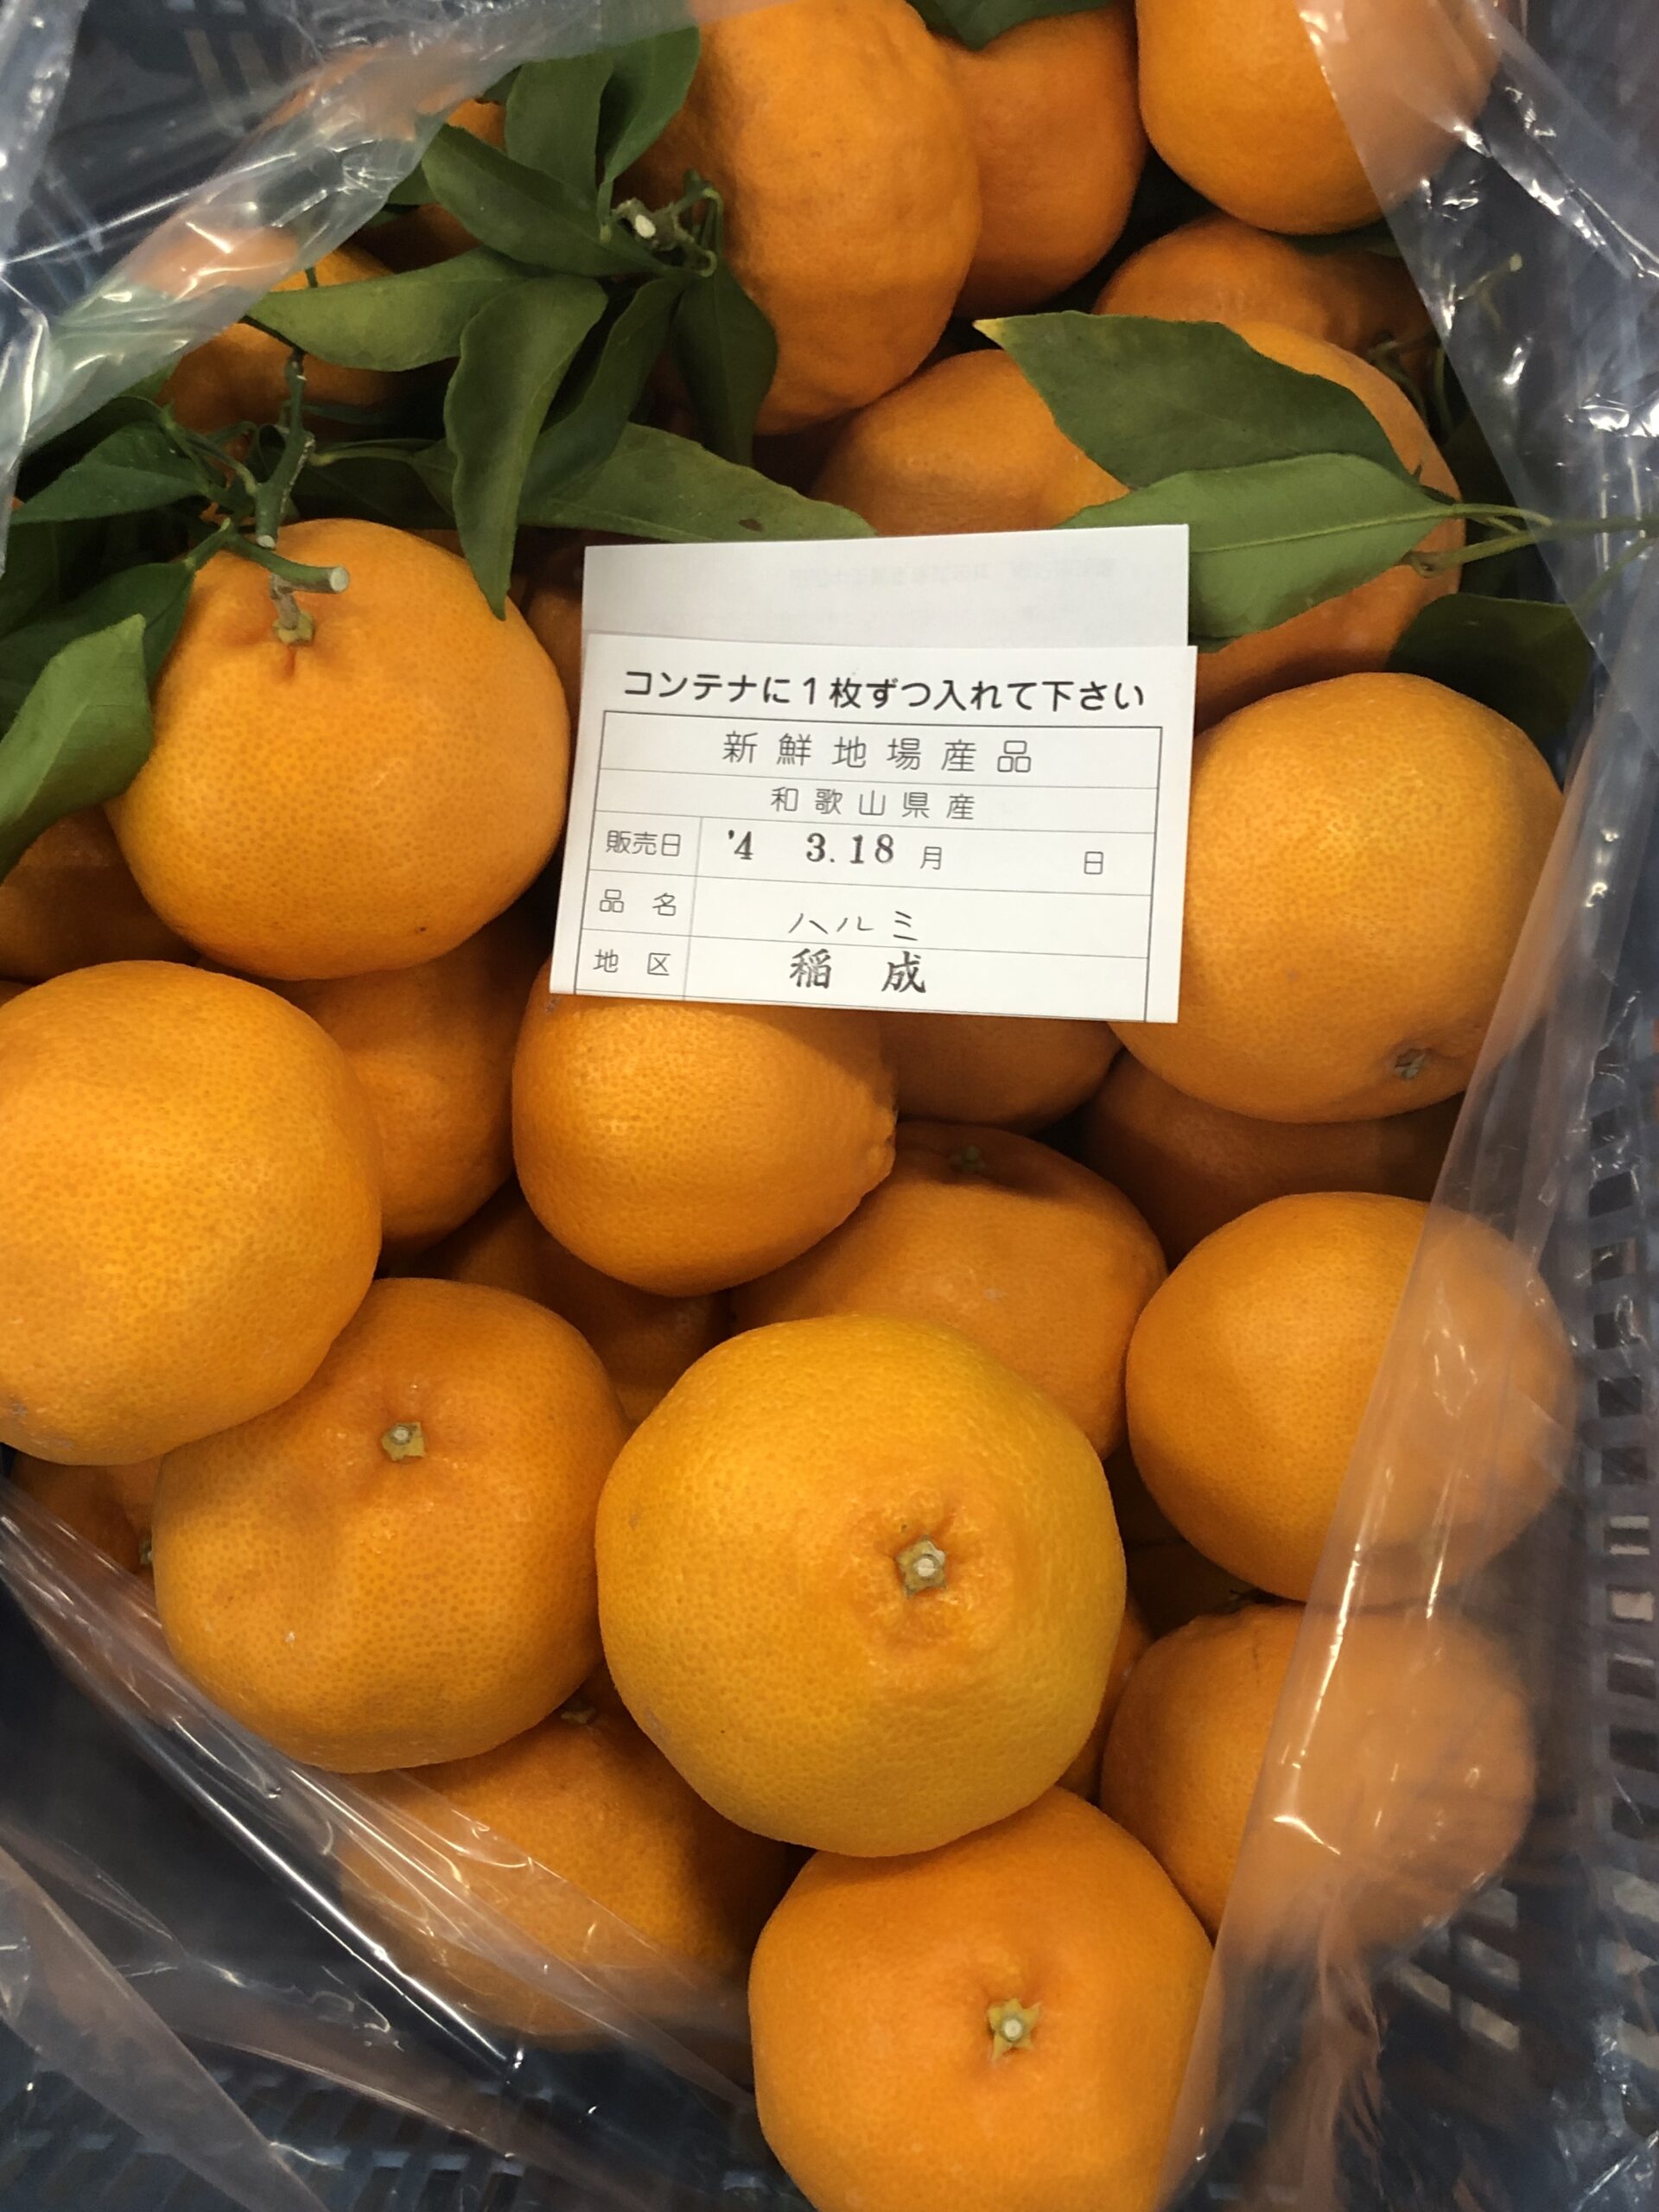 コンテナに1枚ずつ入れて下さい
新鮮地場産品
和歌山県産
販売日 '4 3.18 月 日
品名 ハルミ
地区 稲成